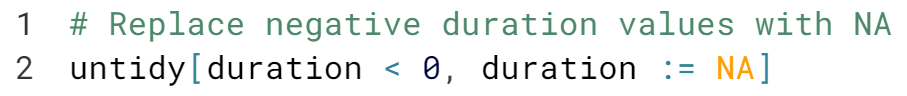 1 # Replace negative duration values with NA
2 untidy[duration < 0, duration := NA]